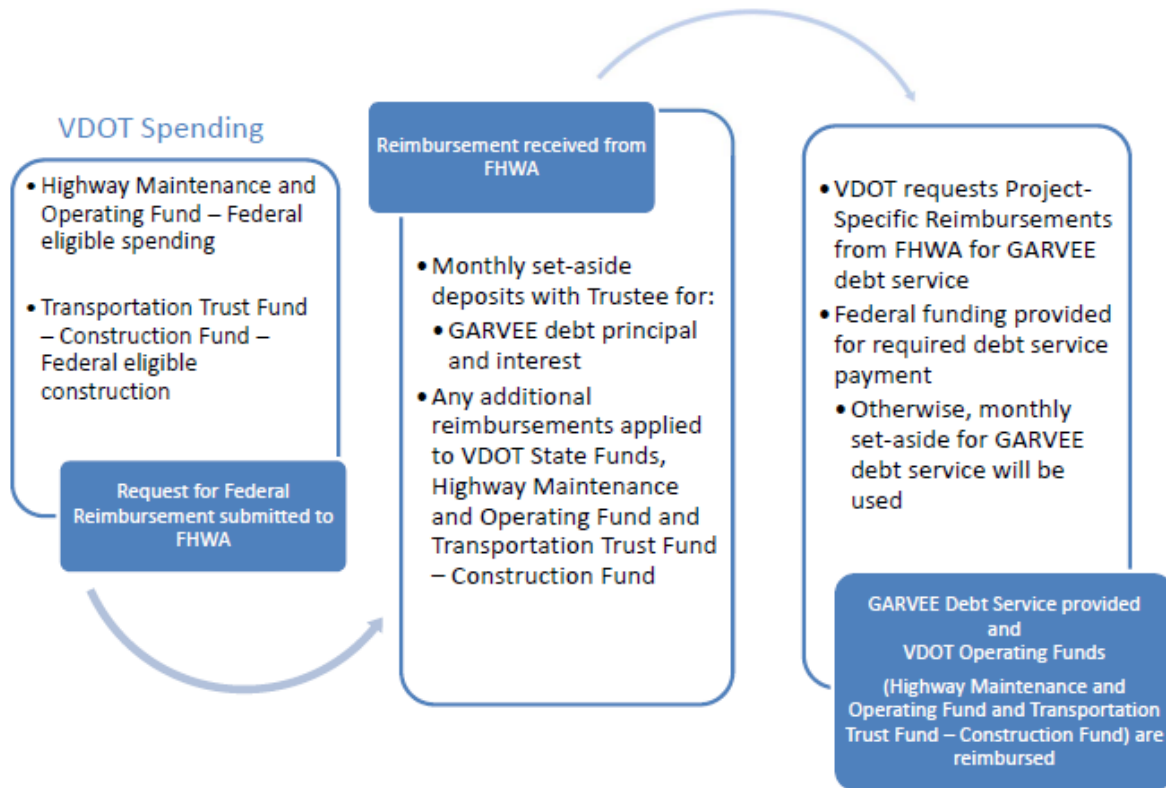 VDOT Spending
• Highway Maintenance and
Operating Fund – Federal
eligible spending
• Transportation Trust Fund
– Construction Fund –
Federal eligible
construction
Request for Federal
Reimbursement submitted to
FHWA
Reimbursement received from
FHWA
• Monthly set-aside
deposits with Trustee for:
• GARVEE debt principal
and interest
• Any additional
reimbursements applied
to VDOT State Funds,
Highway Maintenance
and Operating Fund and
Transportation Trust Fund
– Construction Fund
• VDOT requests Project-
Specific Reimbursements
from FHWA for GARVEE
debt service
• Federal funding provided
for required debt service
payment
• Otherwise, monthly
set-aside for GARVEE
debt service will be
used
GARVEE Debt Service provided
and
VDOT Operating Funds
(Highway Maintenance and
Operating Fund and Transportation
Trust Fund – Construction Fund) are
reimbursed